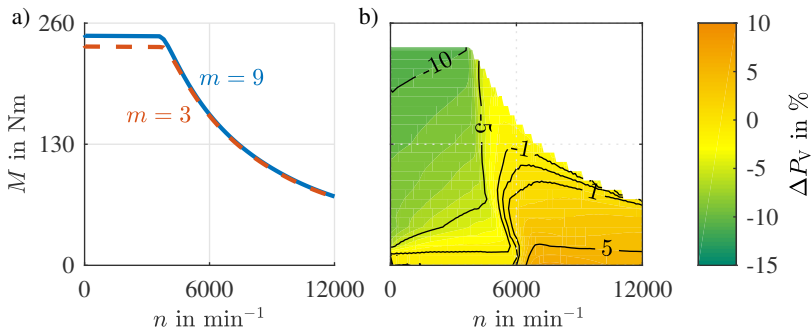 a)
260
130
0
M in Nm
m = 9
m = 3
0 6000 12000
n in min⁻¹
b)
-10
-5
-1
1
5
0 6000 12000
n in min⁻¹
10
5
0
-5
-10
-15
ΔP_V in %